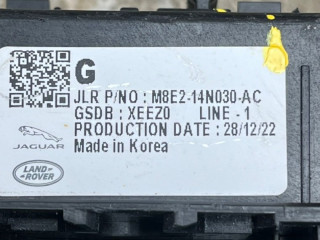 G
JLR P/NO : M8E2-14N030-AC
GSDB : XEEZ0 LINE - 1
PRODUCTION DATE : 28/12/22
JAGUAR Made in Korea
LAND-
ROVER